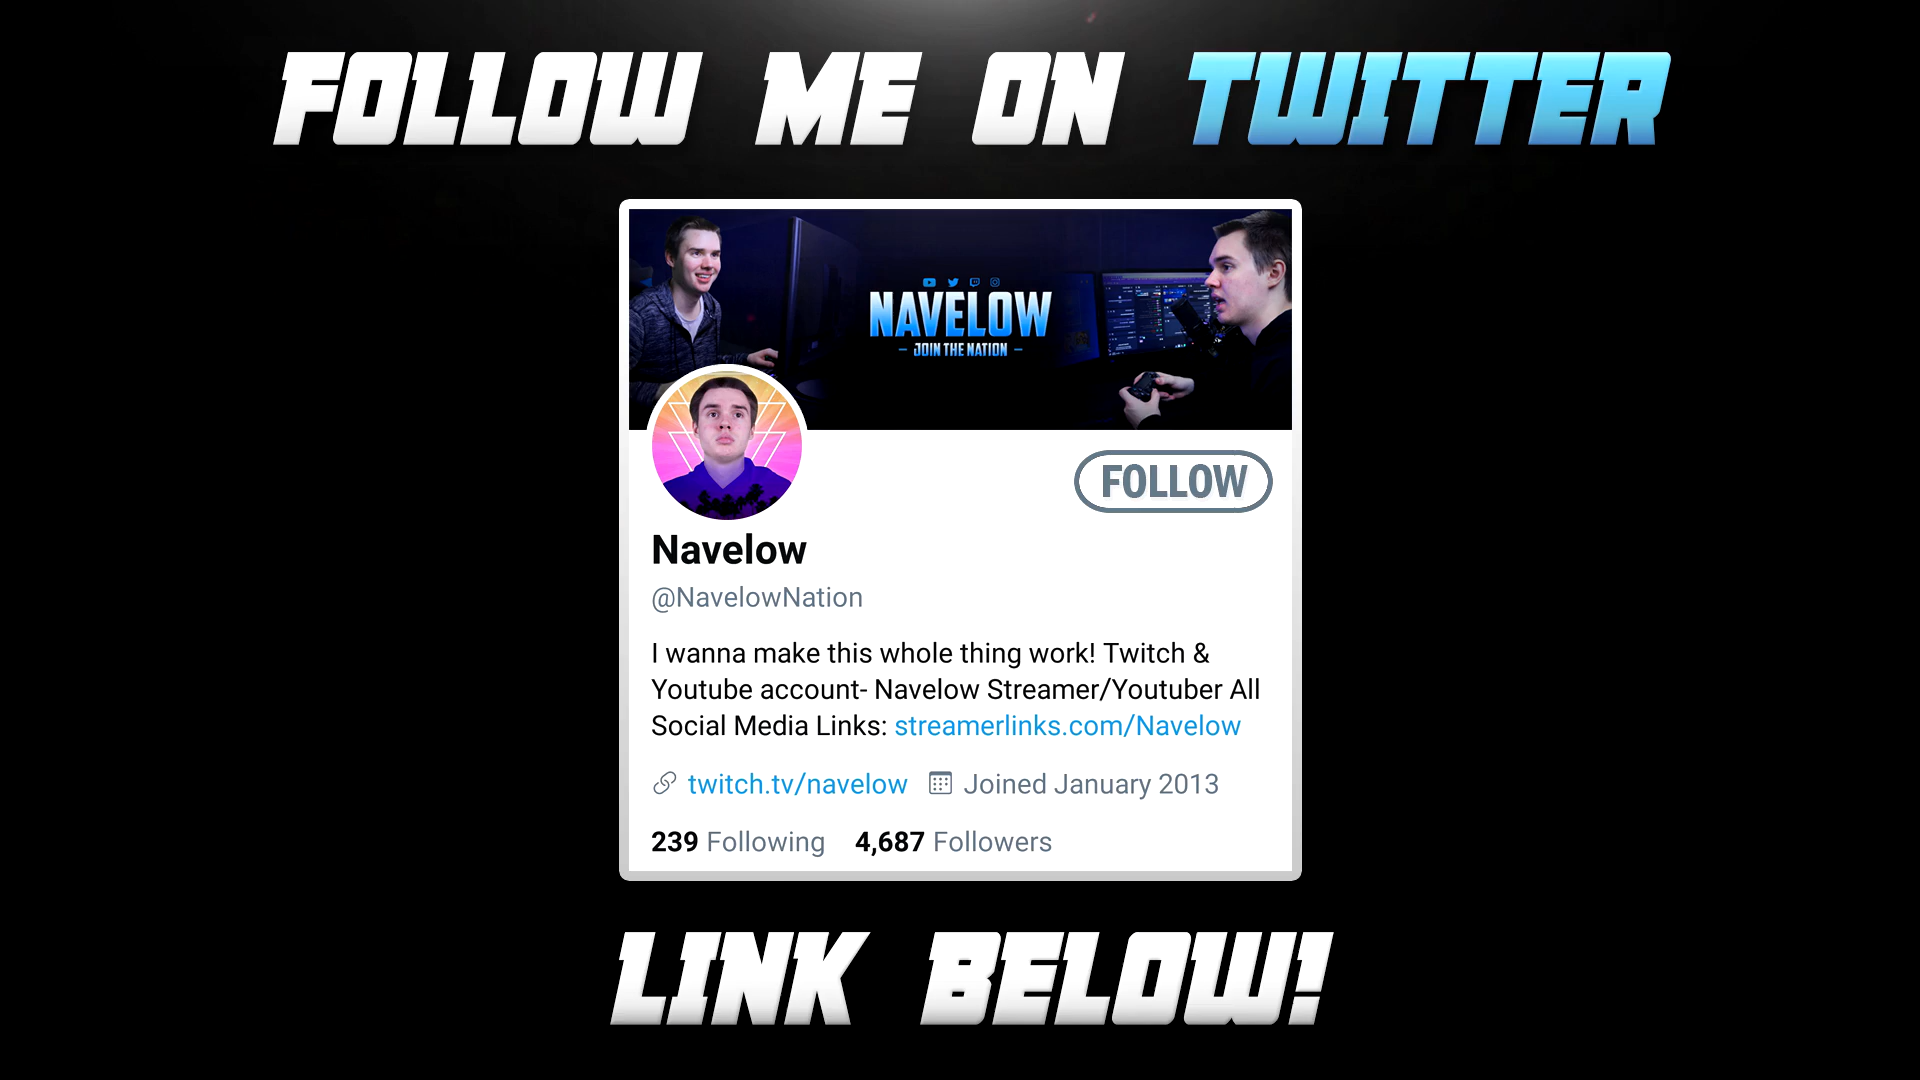 FOLLOW ME ON TWITTER
NAVELOW
- JOIN THE NATION -
FOLLOW
Navelow
@NavelowNation
I wanna make this whole thing work! Twitch &
Youtube account- Navelow Streamer/Youtuber All
Social Media Links: streamerlinks.com/Navelow
twitch.tv/navelow Joined January 2013
239 Following 4,687 Followers
LINK BELOW!